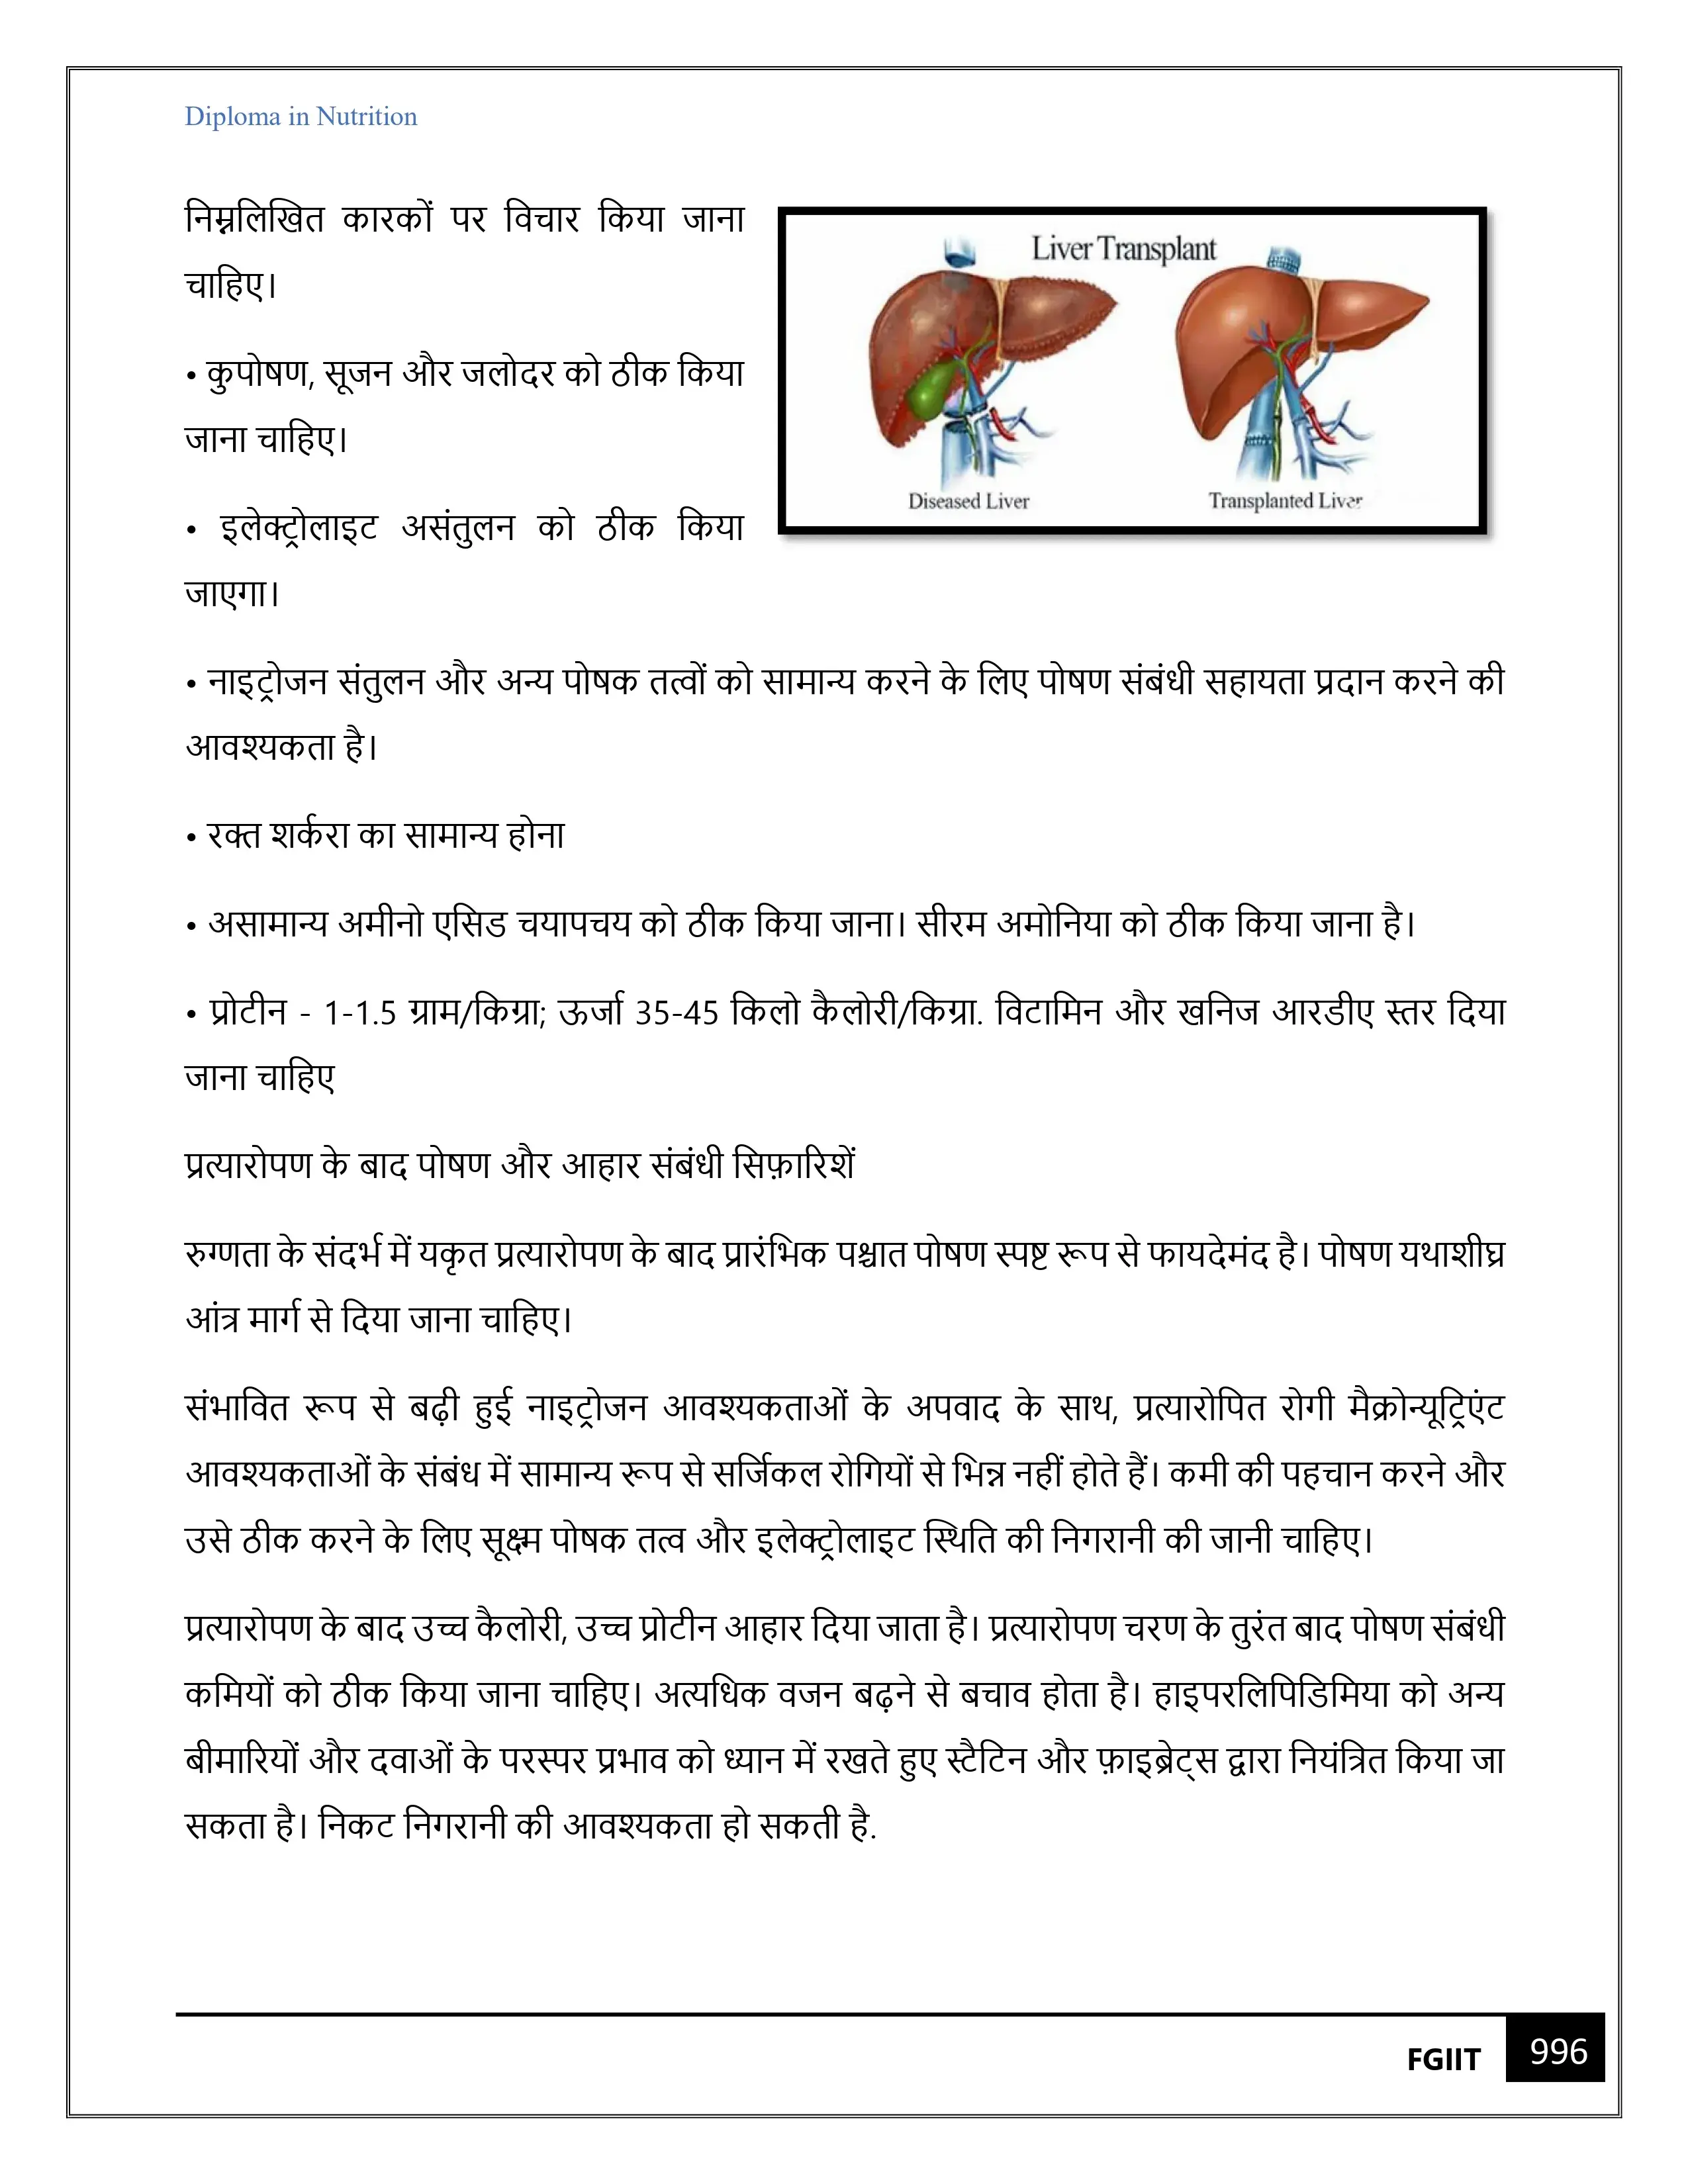 Diploma in Nutrition
निम्नलिखित कारकों पर विचार किया जाना
चाहिए।
• कुपोषण, सूजन और जलोदर को ठीक किया
जाना चाहिए।
• इलेक्ट्रोलाइट असंतुलन को ठीक किया
जाएगा।
Liver Transplant
Diseased Liver
Transplanted Liver
• नाइट्रोजन संतुलन और अन्य पोषक तत्वों को सामान्य करने के लिए पोषण संबंधी सहायता प्रदान करने की
आवश्यकता है।
• रक्त शर्करा का सामान्य होना
• असामान्य अमीनो एसिड चयापचय को ठीक किया जाना। सीरम अमोनिया को ठीक किया जाना है।
• प्रोटीन - 1-1.5 ग्राम/किग्रा; ऊर्जा 35-45 किलो कैलोरी/किग्रा. विटामिन और खनिज आरडीए स्तर दिया
जाना चाहिए
प्रत्यारोपण के बाद पोषण और आहार संबंधी सिफ़ारिशें
रुग्णता के संदर्भ में यकृत प्रत्यारोपण के बाद प्रारंभिक पश्चात पोषण स्पष्ट रूप से फायदेमंद है। पोषण यथाशीघ्र
आंत्र मार्ग से दिया जाना चाहिए।
संभावित रूप से बढ़ी हुई नाइट्रोजन आवश्यकताओं के अपवाद के साथ, प्रत्यारोपित रोगी मैक्रोन्यूट्रिएंट
आवश्यकताओं के संबंध में सामान्य रूप से सर्जिकल रोगियों से भिन्न नहीं होते हैं। कमी की पहचान करने और
उसे ठीक करने के लिए सूक्ष्म पोषक तत्व और इलेक्ट्रोलाइट स्थिति की निगरानी की जानी चाहिए।
प्रत्यारोपण के बाद उच्च कैलोरी, उच्च प्रोटीन आहार दिया जाता है। प्रत्यारोपण चरण के तुरंत बाद पोषण संबंधी
कमियों को ठीक किया जाना चाहिए। अत्यधिक वजन बढ़ने से बचाव होता है। हाइपरलिपिडिमिया को अन्य
बीमारियों और दवाओं के परस्पर प्रभाव को ध्यान में रखते हुए स्टैटिन और फ़ाइब्रेट्स द्वारा नियंत्रित किया जा
सकता है। निकट निगरानी की आवश्यकता हो सकती है.
FGIIT 996